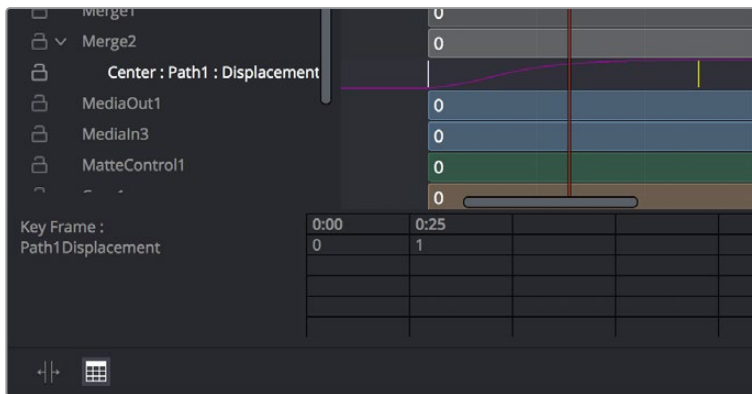 Merge1 0
Merge2 0
Center : Path1 : Displacement
MediaOut1 0
MediaIn3 0
MatteControl1 0
0
Key Frame : 0:00 0:25
Path1Displacement 0 1